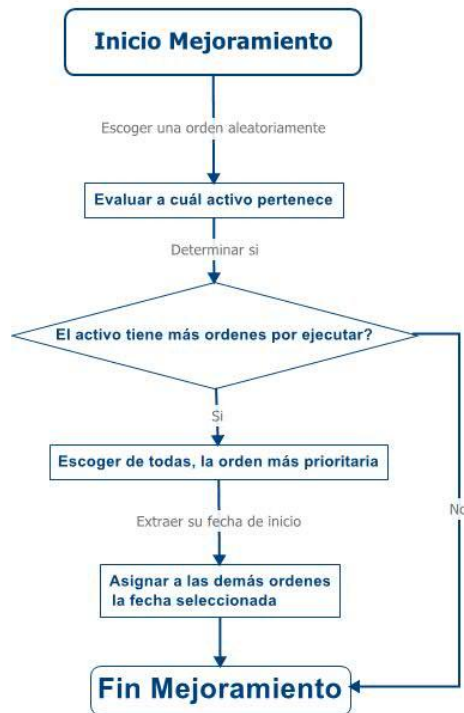 Inicio Mejoramiento
Escoger una orden aleatoriamente
Evaluar a cuál activo pertenece
Determinar si
El activo tiene más ordenes por ejecutar?
Si
Escoger de todas, la orden más prioritaria
No
Extraer su fecha de inicio
Asignar a las demás ordenes
la fecha seleccionada
Fin Mejoramiento